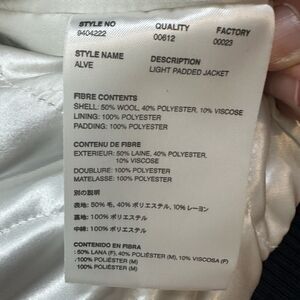 STYLE NO QUALITY FACTORY
9404222 00612 00023
STYLE NAME DESCRIPTION
ALVE LIGHT PADDED JACKET
FIBRE CONTENTS
SHELL: 50% WOOL, 40% POLYESTER, 10% VISCOSE
LINING: 100% POLYESTER
PADDING: 100% POLYESTER
CONTENU DE FIBRE
EXTERIEUR: 50% LAINE, 40% POLYESTER,
10% VISCOSE
DOUBLURE: 100% POLYESTER
MATELASSE: 100% POLYESTER
別の説明
表地: 50% 毛, 40% ポリエステル, 10% レーヨン
裏地: 100% ポリエステル
中綿: 100% ポリエステル
CONTENIDO EN FIBRA
: 50% LANA (F), 40% POLIÉSTER (M), 10% VISCOSA (F)
: 100% POLIÉSTER (M)
: 100% POLIÉSTER (M)